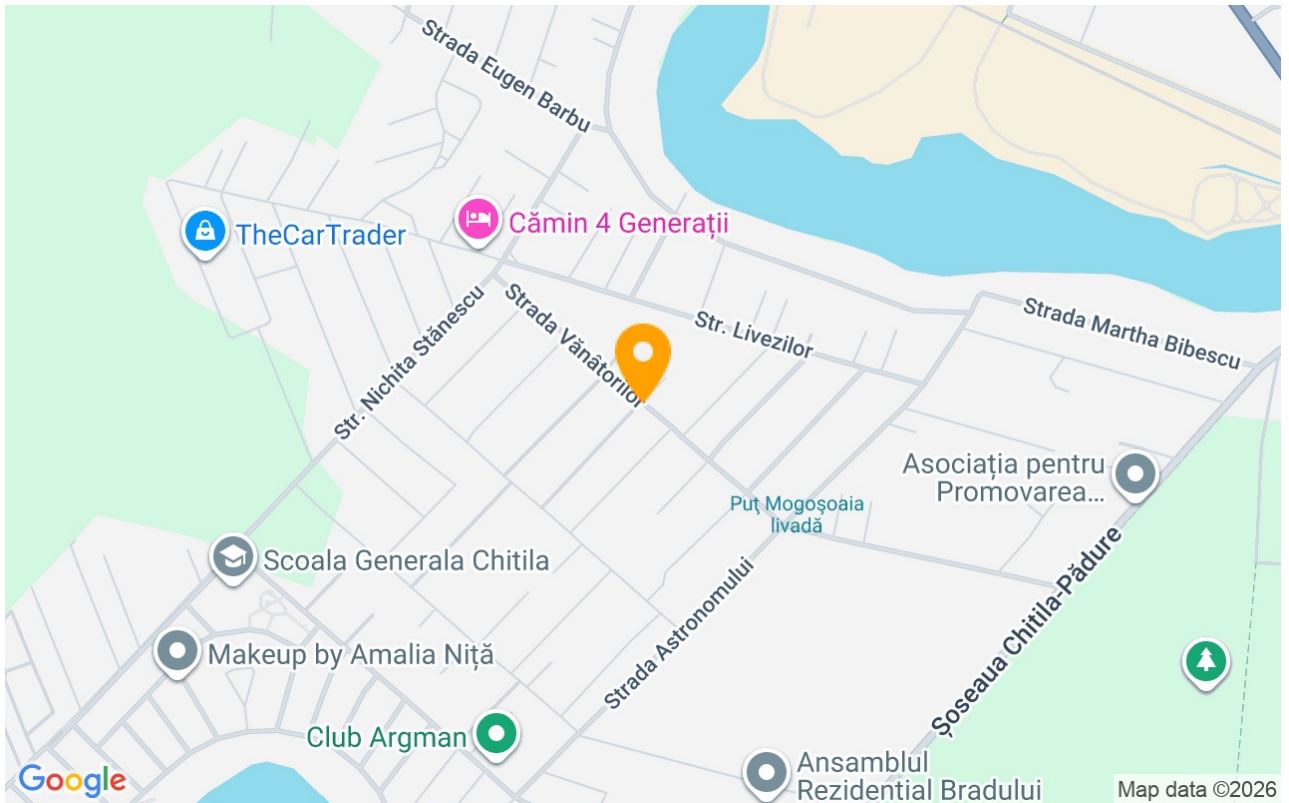 Strada Eugen Barbu
Cămin 4 Generații
TheCarTrader
Strada Vânătorilor
Str. Nichita Stănescu
Str. Livezilor
Strada Martha Bibescu
Asociația pentru
Promovarea...
Puţ Mogoşoaia
livadă
Scoala Generala Chitila
Makeup by Amalia Niță
Strada Astronomului
Șoseaua Chitila-Pădure
Club Argman
Ansamblul
Rezidential Bradului
Google
Map data ©2026